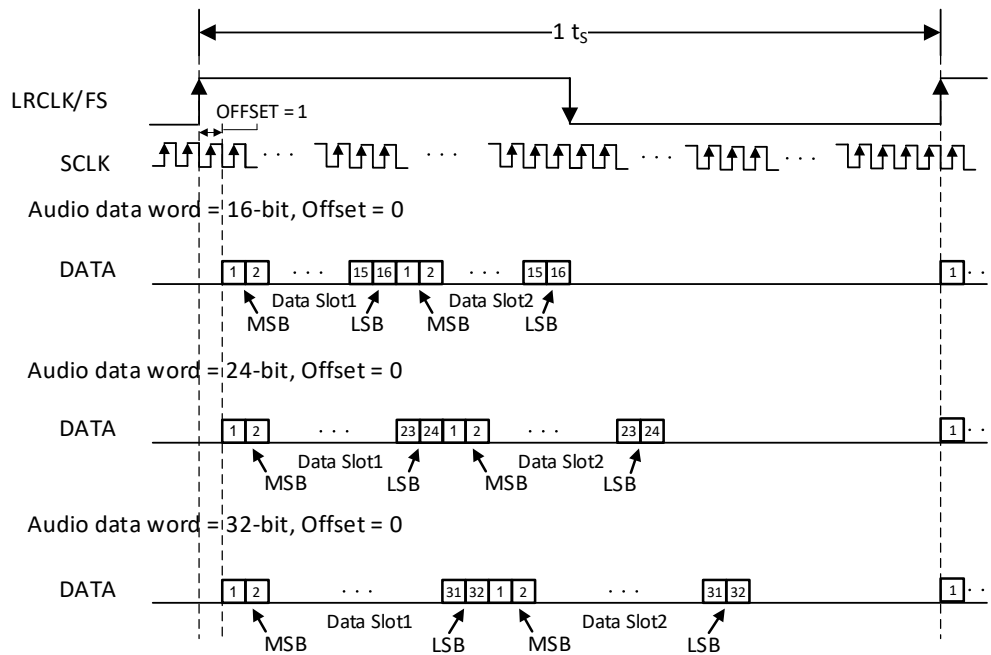 1 tS
LRCLK/FS
OFFSET = 1
SCLK
Audio data word = 16-bit, Offset = 0
DATA 1 2 · · · 15 16 1 2 · · · 15 16 1 · ·
Data Slot1 Data Slot2
MSB LSB MSB LSB
Audio data word = 24-bit, Offset = 0
DATA 1 2 · · · 23 24 1 2 · · · 23 24 1 · ·
Data Slot1 Data Slot2
MSB LSB MSB LSB
Audio data word = 32-bit, Offset = 0
DATA 1 2 · · · 31 32 1 2 · · · 31 32 1 · ·
Data Slot1 Data Slot2
MSB LSB MSB LSB